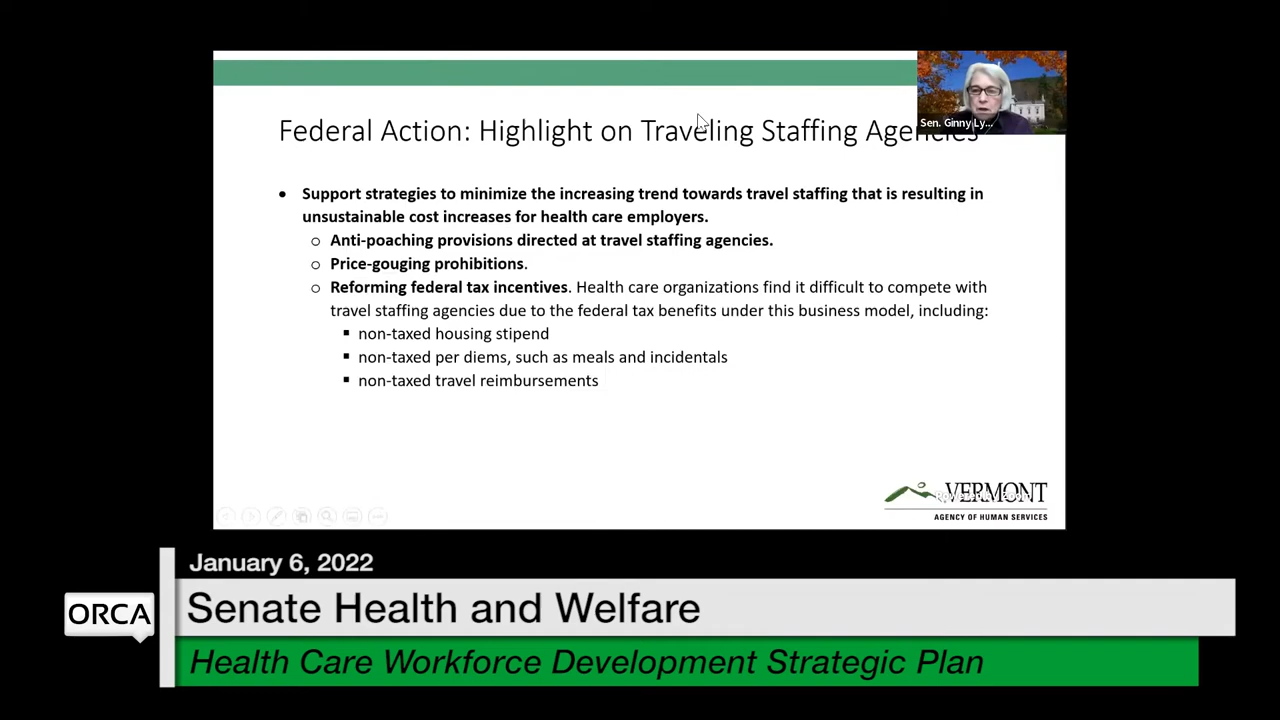 Federal Action: Highlight on Traveling Staffing Agencies
Sen. Ginny Ly...
• Support strategies to minimize the increasing trend towards travel staffing that is resulting in
unsustainable cost increases for health care employers.
o Anti-poaching provisions directed at travel staffing agencies.
o Price-gouging prohibitions.
o Reforming federal tax incentives. Health care organizations find it difficult to compete with
travel staffing agencies due to the federal tax benefits under this business model, including:
▪ non-taxed housing stipend
▪ non-taxed per diems, such as meals and incidentals
▪ non-taxed travel reimbursements
VERMONT
Powered by Zoom
AGENCY OF HUMAN SERVICES
January 6, 2022
ORCA
Senate Health and Welfare
Health Care Workforce Development Strategic Plan